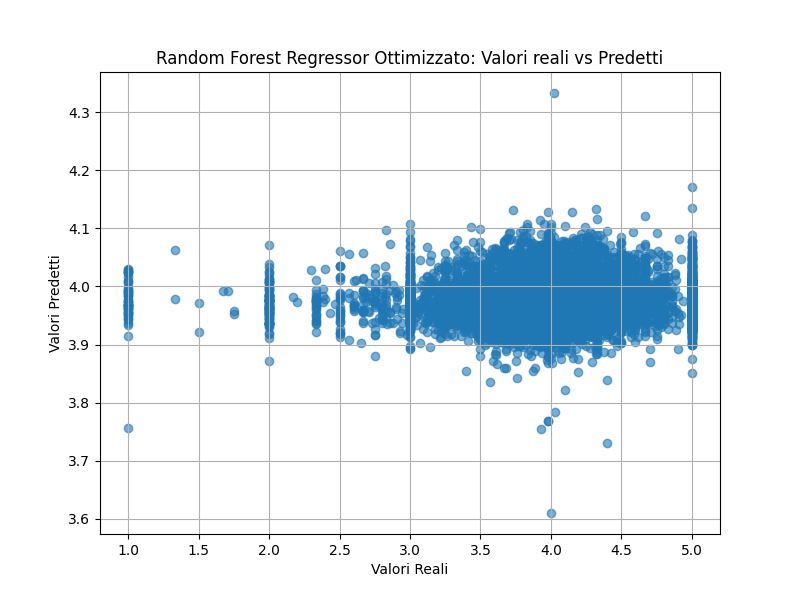 Random Forest Regressor Ottimizzato: Valori reali vs Predetti
4.3
4.2
4.1
4.0
3.9
3.8
3.7
3.6
Valori Predetti
1.0 1.5 2.0 2.5 3.0 3.5 4.0 4.5 5.0
Valori Reali